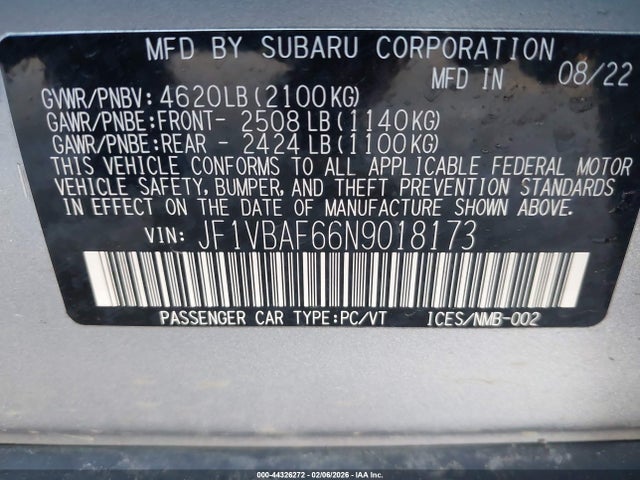 MFD BY SUBARU CORPORATION
MFD IN 08/22
GVWR/PNBV: 4620LB(2100KG)
GAWR/PNBE:FRONT- 2508 LB(1140KG)
GAWR/PNBE:REAR - 2424 LB(1100KG)
THIS VEHICLE CONFORMS TO ALL APPLICABLE FEDERAL MOTOR
VEHICLE SAFETY, BUMPER, AND THEFT PREVENTION STANDARDS
IN EFFECT ON THE DATE OF MANUFACTURE SHOWN ABOVE.
VIN: JF1VBAF66N9018173
PASSENGER CAR TYPE:PC/VT ICES/NMB-002
000-44326272 - 02/06/2026 - IAA Inc.